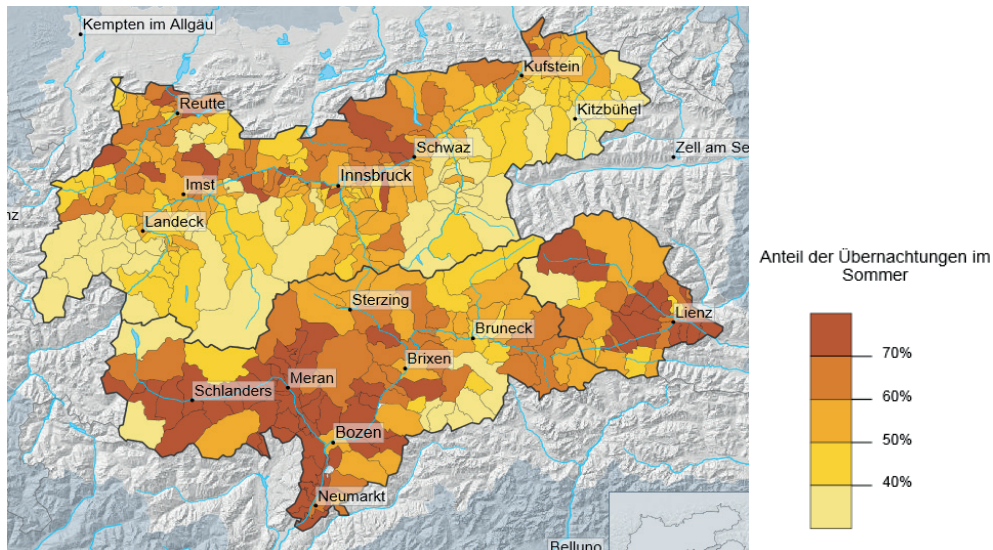 Kempten im Allgäu
Kufstein
Reutte
Kitzbühel
Schwaz
Zell am Se
Innsbruck
Imst
nz
Landeck
Anteil der Übernachtungen im
Sommer
Sterzing
Lienz
Bruneck
70%
Brixen
Meran
Schlanders
60%
Bozen
50%
40%
Neumarkt
Belluno